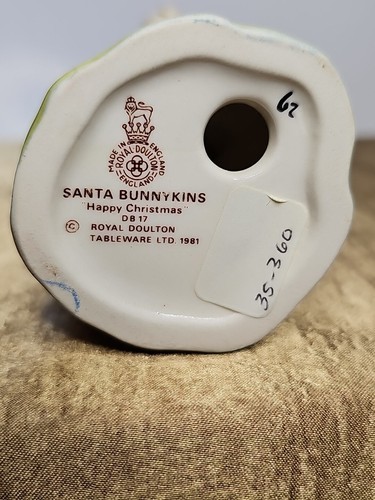 62
MADE IN ENGLAND
ROYAL DOULTON
ENGLAND
SANTA BUNNYKINS
"Happy Christmas"
DB 17
© ROYAL DOULTON
TABLEWARE LTD. 1981
35-360